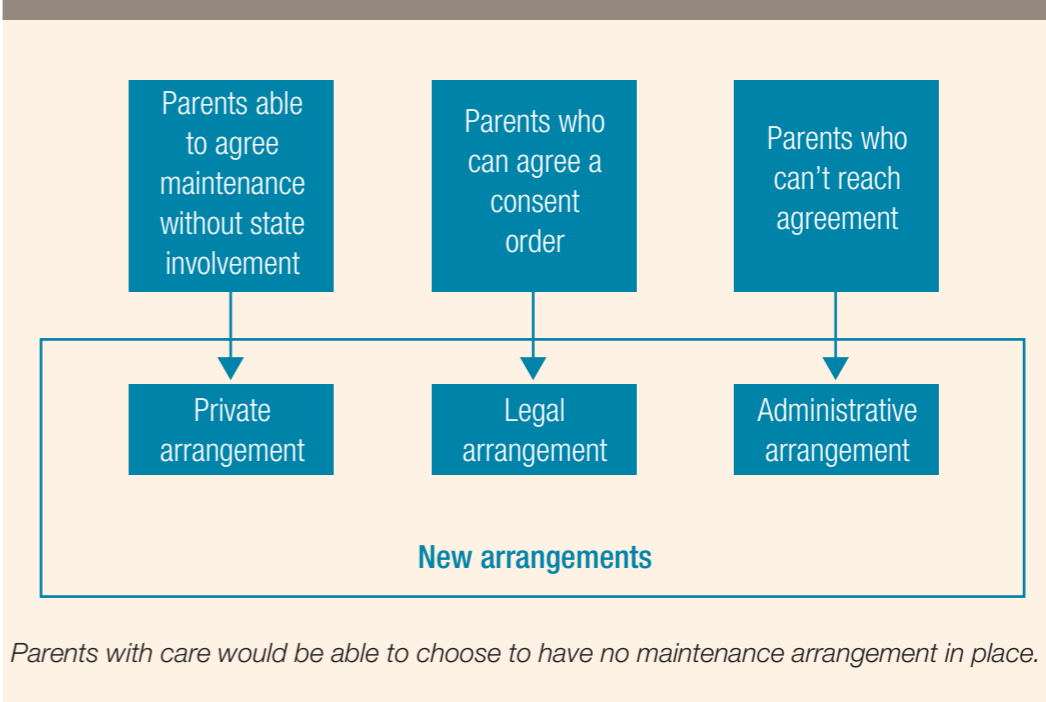 Parents able
to agree
maintenance
without state
involvement
Parents who
can agree a
consent
order
Parents who
can’t reach
agreement
Private
arrangement
Legal
arrangement
Administrative
arrangement
New arrangements
Parents with care would be able to choose to have no maintenance arrangement in place.